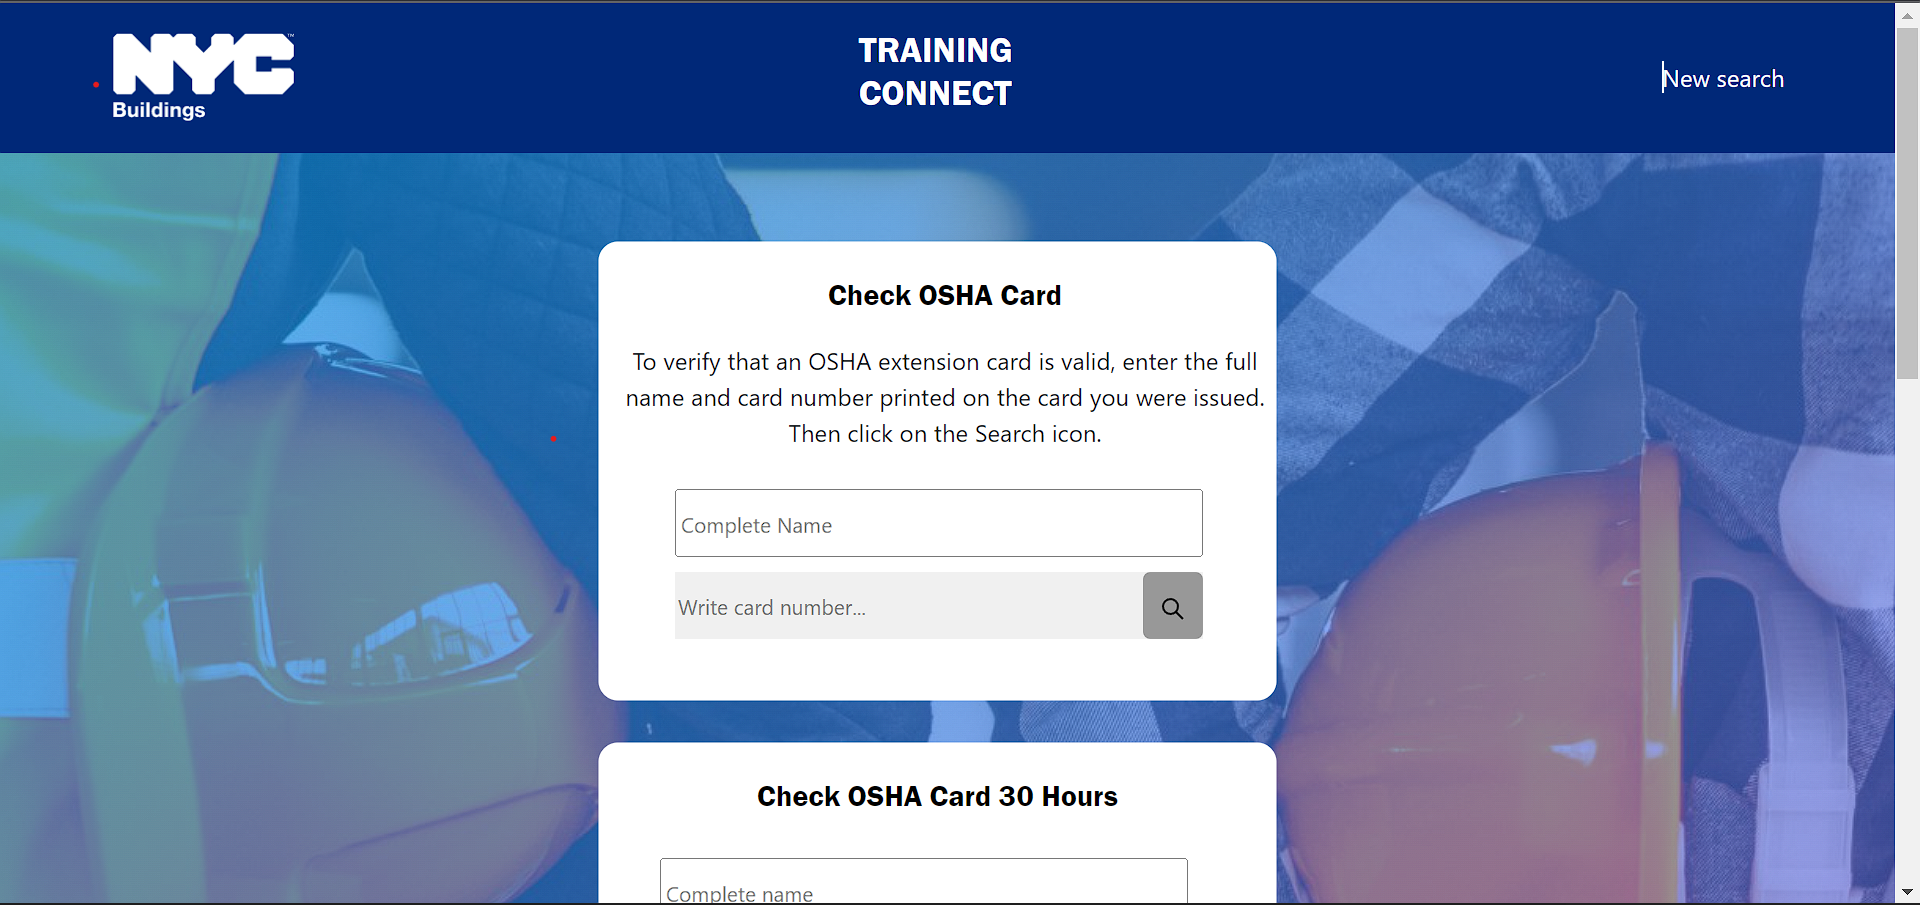 NYC™
Buildings
TRAINING
CONNECT
New search
Check OSHA Card
To verify that an OSHA extension card is valid, enter the full
name and card number printed on the card you were issued.
Then click on the Search icon.
Complete Name
Write card number...
Check OSHA Card 30 Hours
Complete name